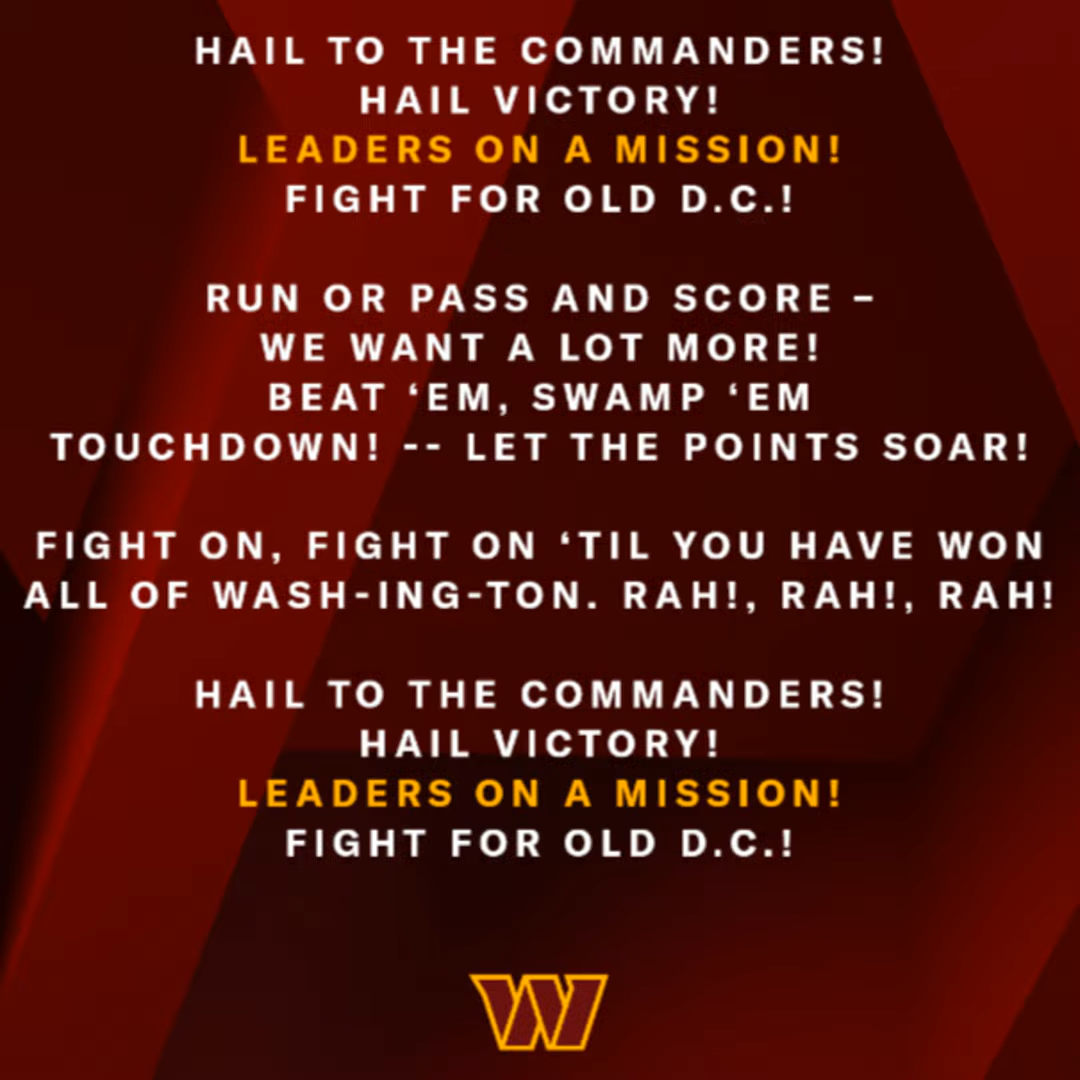 HAIL TO THE COMMANDERS!
HAIL VICTORY!
LEADERS ON A MISSION!
FIGHT FOR OLD D.C.!
RUN OR PASS AND SCORE –
WE WANT A LOT MORE!
BEAT ‘EM, SWAMP ‘EM
TOUCHDOWN! -- LET THE POINTS SOAR!
FIGHT ON, FIGHT ON ‘TIL YOU HAVE WON
ALL OF WASH-ING-TON. RAH!, RAH!, RAH!
HAIL TO THE COMMANDERS!
HAIL VICTORY!
LEADERS ON A MISSION!
FIGHT FOR OLD D.C.!
W